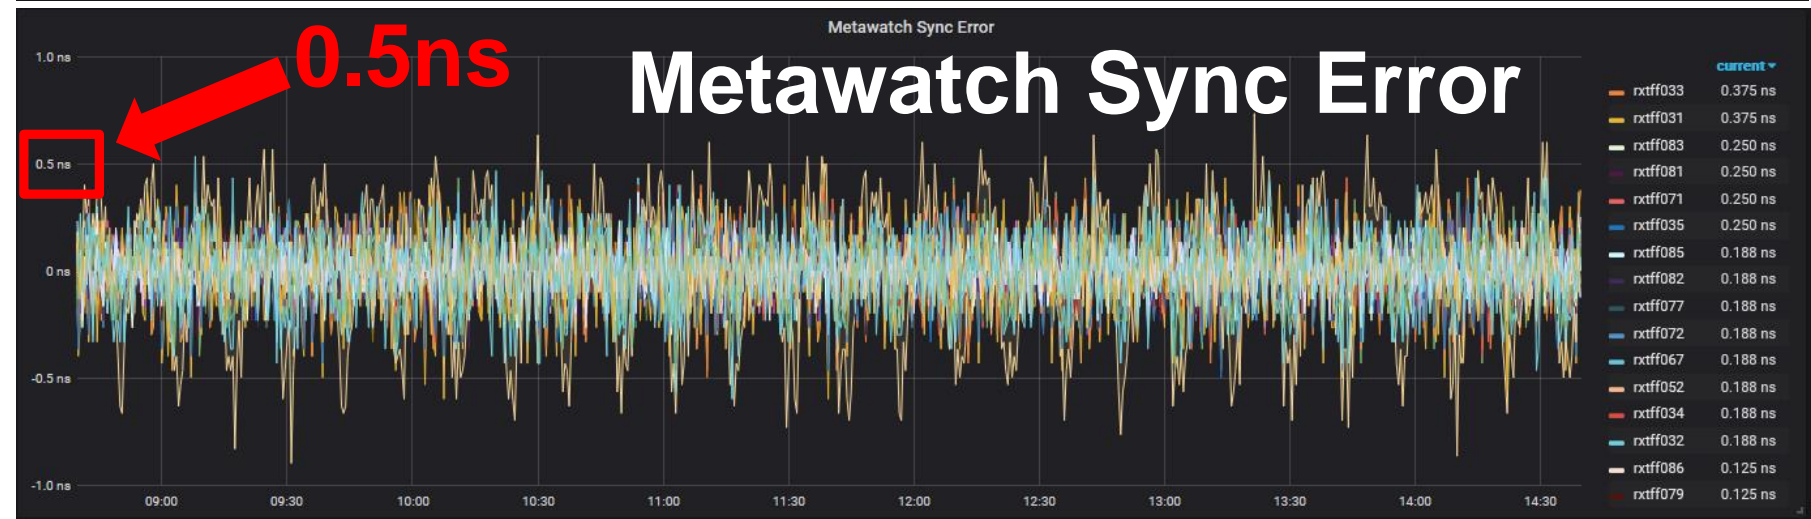 Metawatch Sync Error
0.5ns
Metawatch Sync Error
1.0 ns
0.5 ns
0 ns
-0.5 ns
-1.0 ns
09:00 09:30 10:00 10:30 11:00 11:30 12:00 12:30 13:00 13:30 14:00 14:30
current
rxtff033 0.375 ns
rxtff031 0.375 ns
rxtff083 0.250 ns
rxtff081 0.250 ns
rxtff071 0.250 ns
rxtff035 0.250 ns
rxtff085 0.188 ns
rxtff082 0.188 ns
rxtff077 0.188 ns
rxtff072 0.188 ns
rxtff067 0.188 ns
rxtff052 0.188 ns
rxtff034 0.188 ns
rxtff032 0.188 ns
rxtff086 0.125 ns
rxtff079 0.125 ns